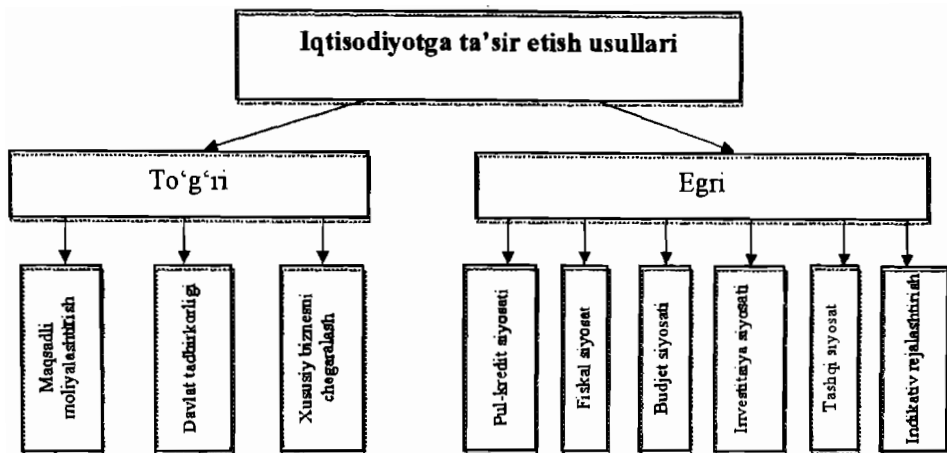 Iqtisodiyotga ta’sir etish usullari
To‘g‘ri
Egri
Maqsadli
moliyalashtirish
Davlat tadbirkorligi
Xususiy biznesni
chegaralash
Pul-kredit siyosati
Fiskal siyosat
Budjet siyosati
Investitsiya siyosati
Tashqi siyosat
Indikativ rejalashtirish